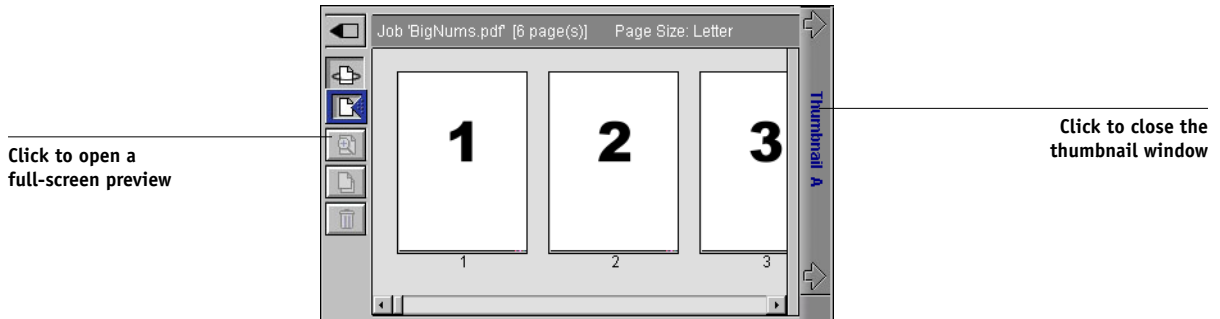 Job 'BigNums.pdf' [6 page(s)] Page Size: Letter
1
2
3
1
2
3
Thumbnail A
Click to open a
full-screen preview
Click to close the
thumbnail window